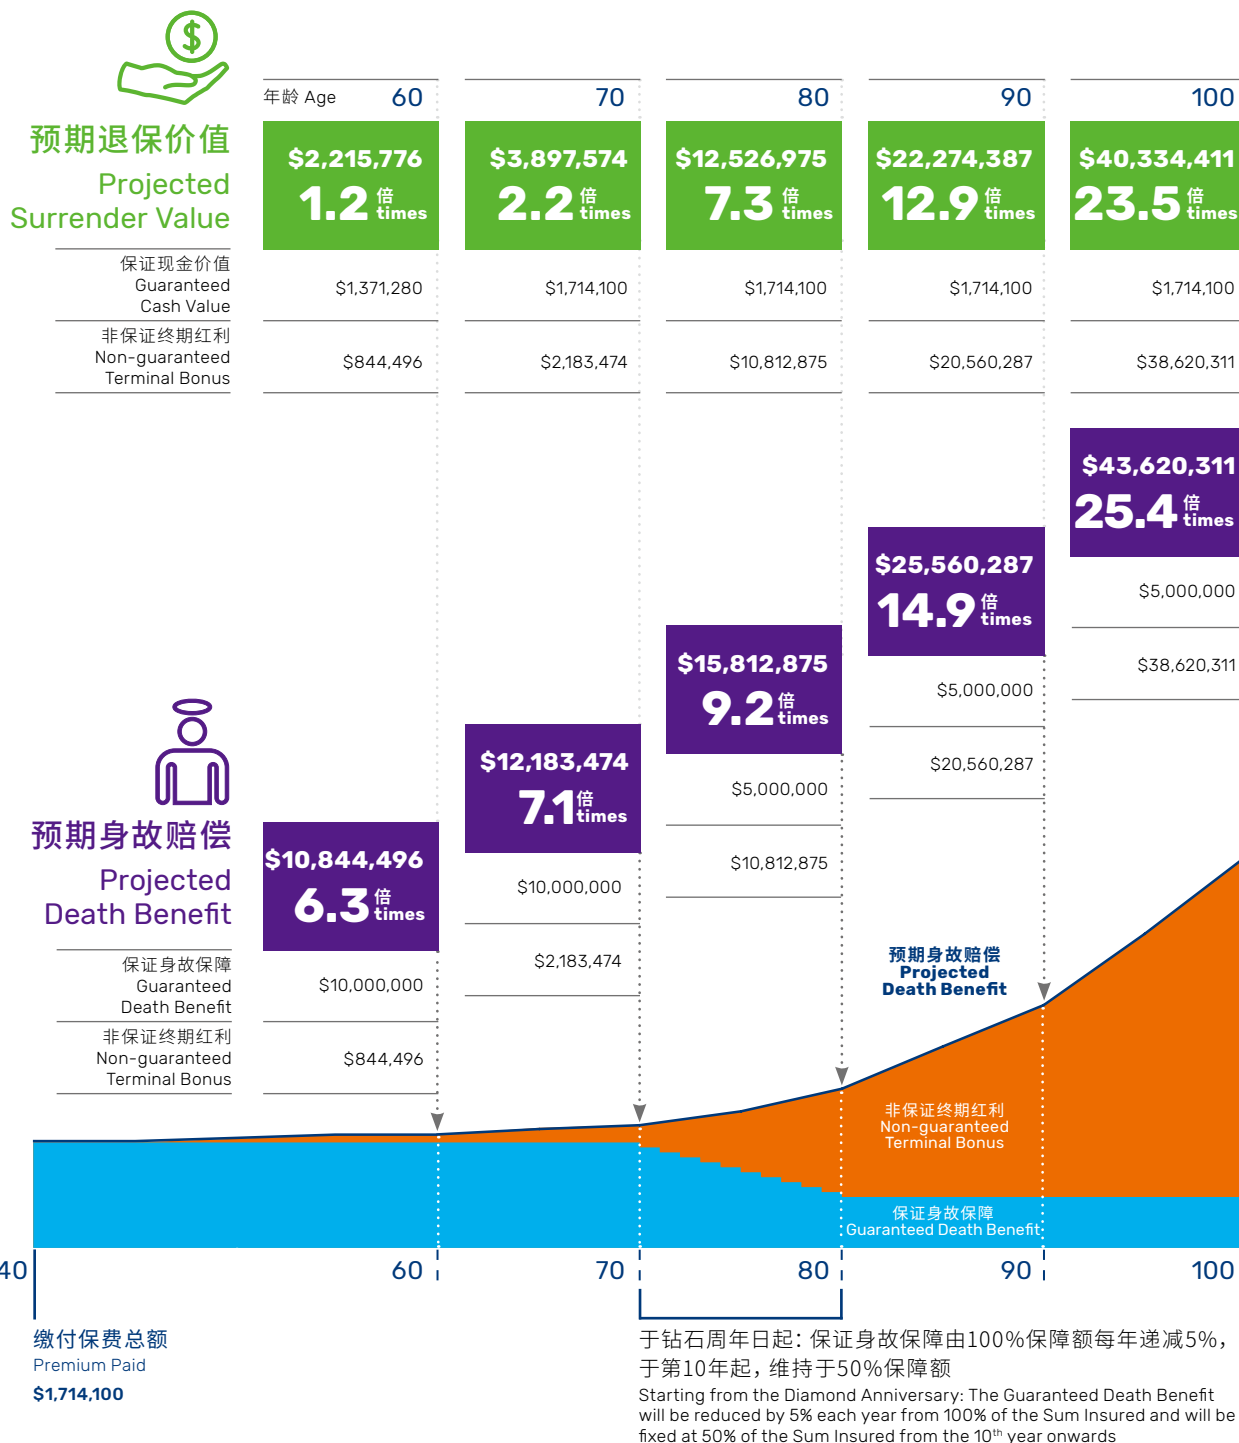 $
年龄 Age 60 70 80 90 100
预期退保价值
Projected
Surrender Value
$2,215,776 $3,897,574 $12,526,975 $22,274,387 $40,334,411
1.2 倍 times 2.2 倍 times 7.3 倍 times 12.9 倍 times 23.5 倍 times
保证现金价值
Guaranteed
Cash Value
$1,371,280 $1,714,100 $1,714,100 $1,714,100 $1,714,100
非保证终期红利
Non-guaranteed
Terminal Bonus
$844,496 $2,183,474 $10,812,875 $20,560,287 $38,620,311
预期身故赔偿
Projected
Death Benefit
$10,844,496
6.3 倍 times
$12,183,474
7.1 倍 times
$15,812,875
9.2 倍 times
$25,560,287
14.9 倍 times
$43,620,311
25.4 倍 times
保证身故保障
Guaranteed
Death Benefit
$10,000,000
$10,000,000
$5,000,000
$5,000,000
$5,000,000
非保证终期红利
Non-guaranteed
Terminal Bonus
$844,496
$2,183,474
$10,812,875
$20,560,287
$38,620,311
预期身故赔偿
Projected
Death Benefit
非保证终期红利
Non-guaranteed
Terminal Bonus
保证身故保障
Guaranteed Death Benefit
40 60 70 80 90 100
缴付保费总额
Premium Paid
$1,714,100
于钻石周年日起：保证身故保障由100%保障额每年递减5%，
于第10年起，维持于50%保障额
Starting from the Diamond Anniversary: The Guaranteed Death Benefit
will be reduced by 5% each year from 100% of the Sum Insured and will be
fixed at 50% of the Sum Insured from the 10th year onwards